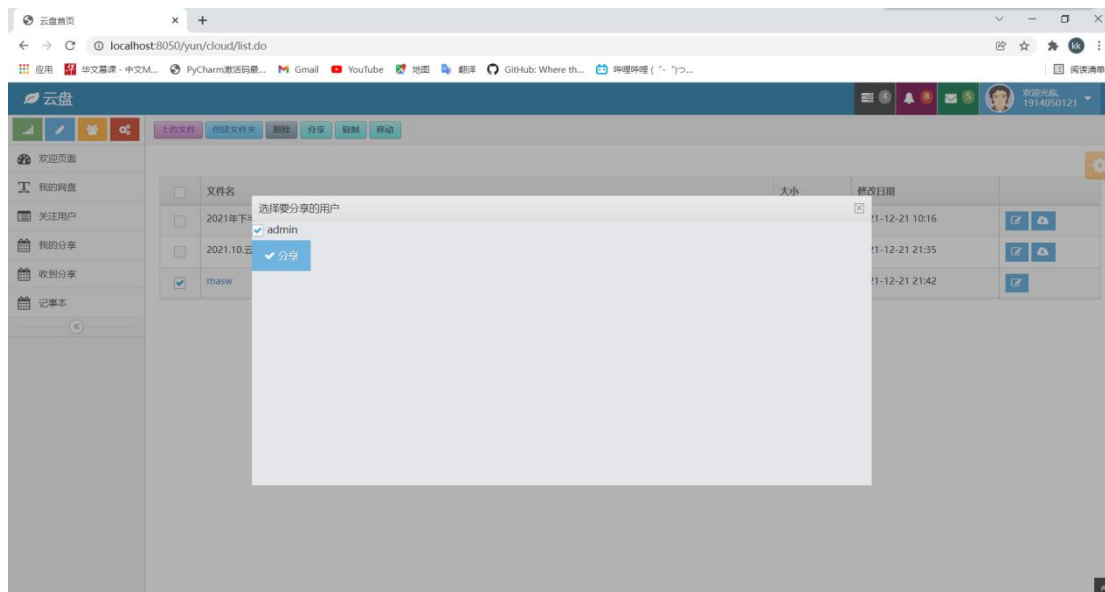 云盘首页
localhost:8050/yun/cloud/list.do
kk
应用 华文慕课 - 中文M... PyCharm激活码最... Gmail YouTube 地图 翻译 GitHub: Where th... 哔哩哔哩 ( ゜- ゜)つ... 阅读清单
云盘 4 8 5 欢迎光临, 
1914050121
上传文件 创建文件夹 删除 分享 复制 移动
欢迎页面
我的网盘
关注用户
我的分享
收到分享
记事本
文件名 大小 修改日期
选择要分享的用户
2021年下 21-12-21 10:16
admin
2021.10.云 21-12-21 21:35
分享
masw 21-12-21 21:42